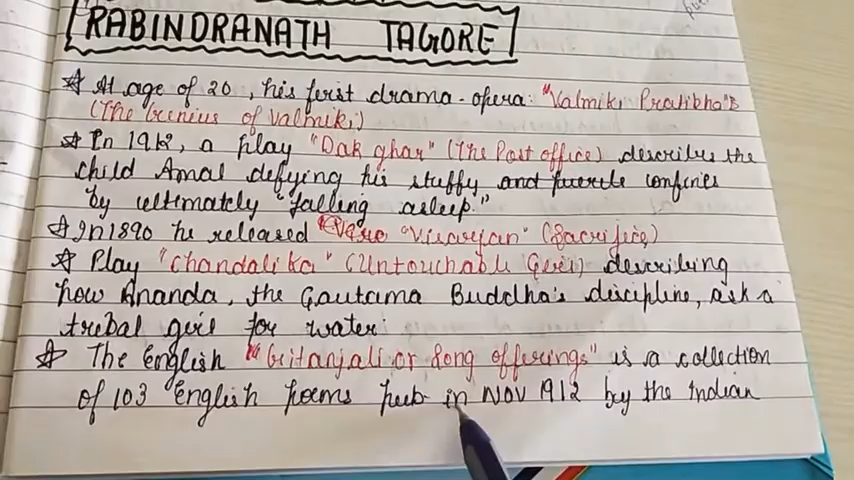 RABINDRANATH TAGORE
☆ At age of 20, his first drama-opera: "Valmiki Pratibha"
(The Genius of Valmiki)
☆ In 1912, a play "Dak ghar" (The Post office) describes the
child Amal defying his stuffy and puerile confines
by ultimately "falling asleep."
☆ In 1890 he released "Visarjan" (Sacrifice)
☆ Play "Chandalika" (Untouchable Girl) describing
how Ananda, the Gautama Buddha's discipline, ask a
trebal girl for water
☆ The English "Gitanjali or Song offerings" is a collection
of 103 English poems pub in NOV 1912 by the Indian